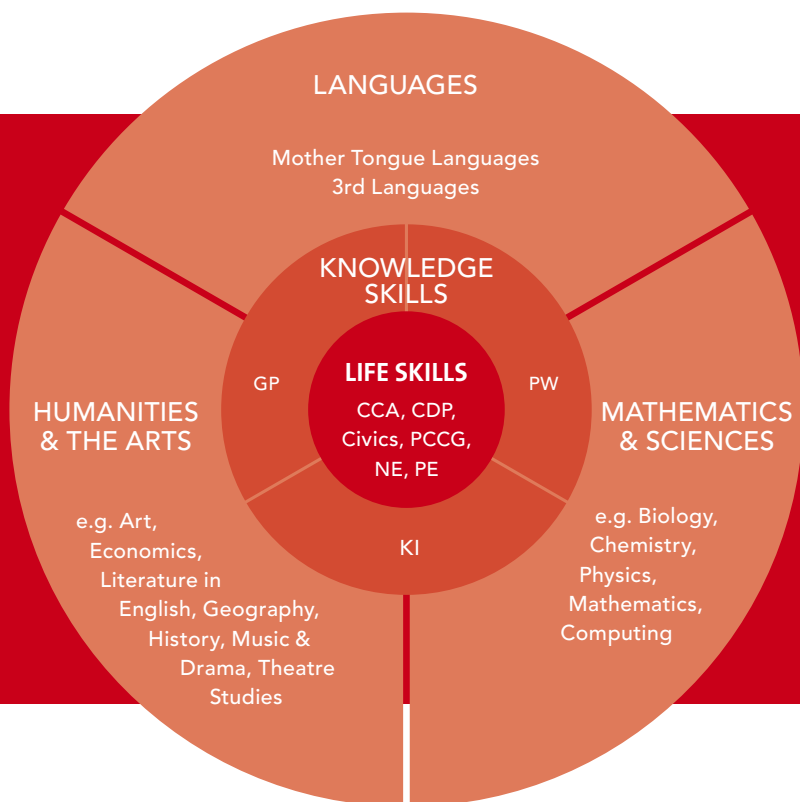 LANGUAGES
Mother Tongue Languages
3rd Languages
KNOWLEDGE
SKILLS
GP
PW
KI
LIFE SKILLS
CCA, CDP,
Civics, PCCG,
NE, PE
HUMANITIES
& THE ARTS
e.g. Art,
Economics,
Literature in
English, Geography,
History, Music &
Drama, Theatre
Studies
MATHEMATICS
& SCIENCES
e.g. Biology,
Chemistry,
Physics,
Mathematics,
Computing